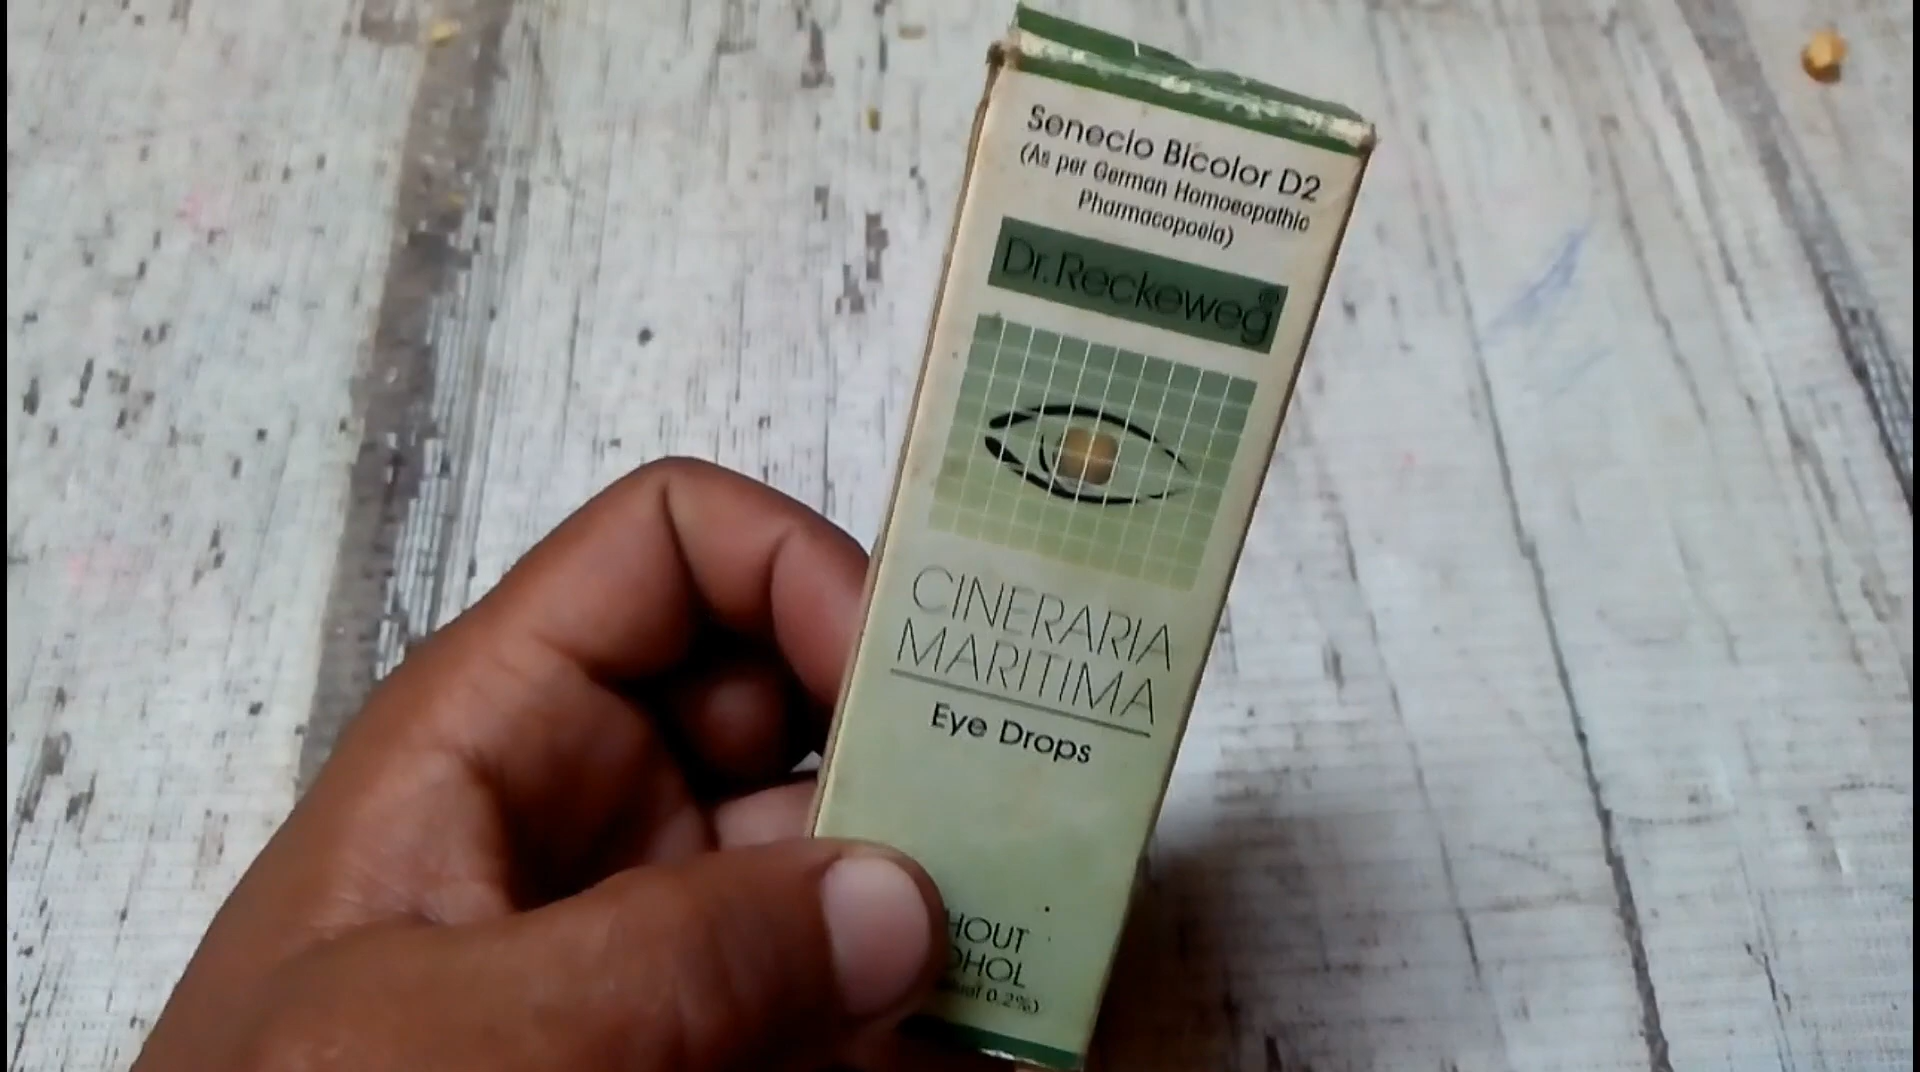 Senecio Bicolor D2
(As per German Homoeopathic
Pharmacopoeia)
Dr.Reckeweg®
CINERARIA
MARITIMA
Eye Drops
HOUT
OHOL
0.2%)